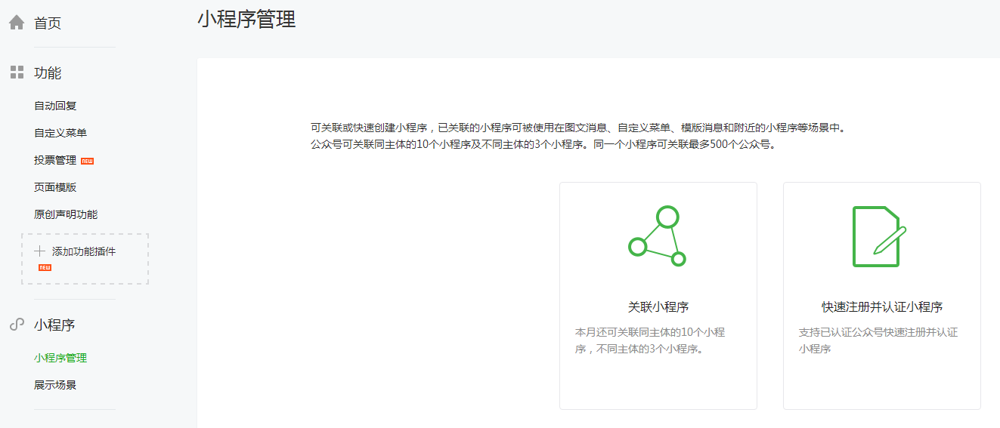 首页
功能
自动回复
自定义菜单
投票管理 NEW
页面模版
原创声明功能
添加功能插件
NEW
小程序
小程序管理
展示场景
小程序管理
可关联或快速创建小程序，已关联的小程序可被使用在图文消息、自定义菜单、模版消息和附近的小程序等场景中。
公众号可关联同主体的10个小程序及不同主体的3个小程序。同一个小程序可关联最多500个公众号。
关联小程序
本月还可关联同主体的10个小程
序，不同主体的3个小程序。
快速注册并认证小程序
支持已认证公众号快速注册并认证
小程序